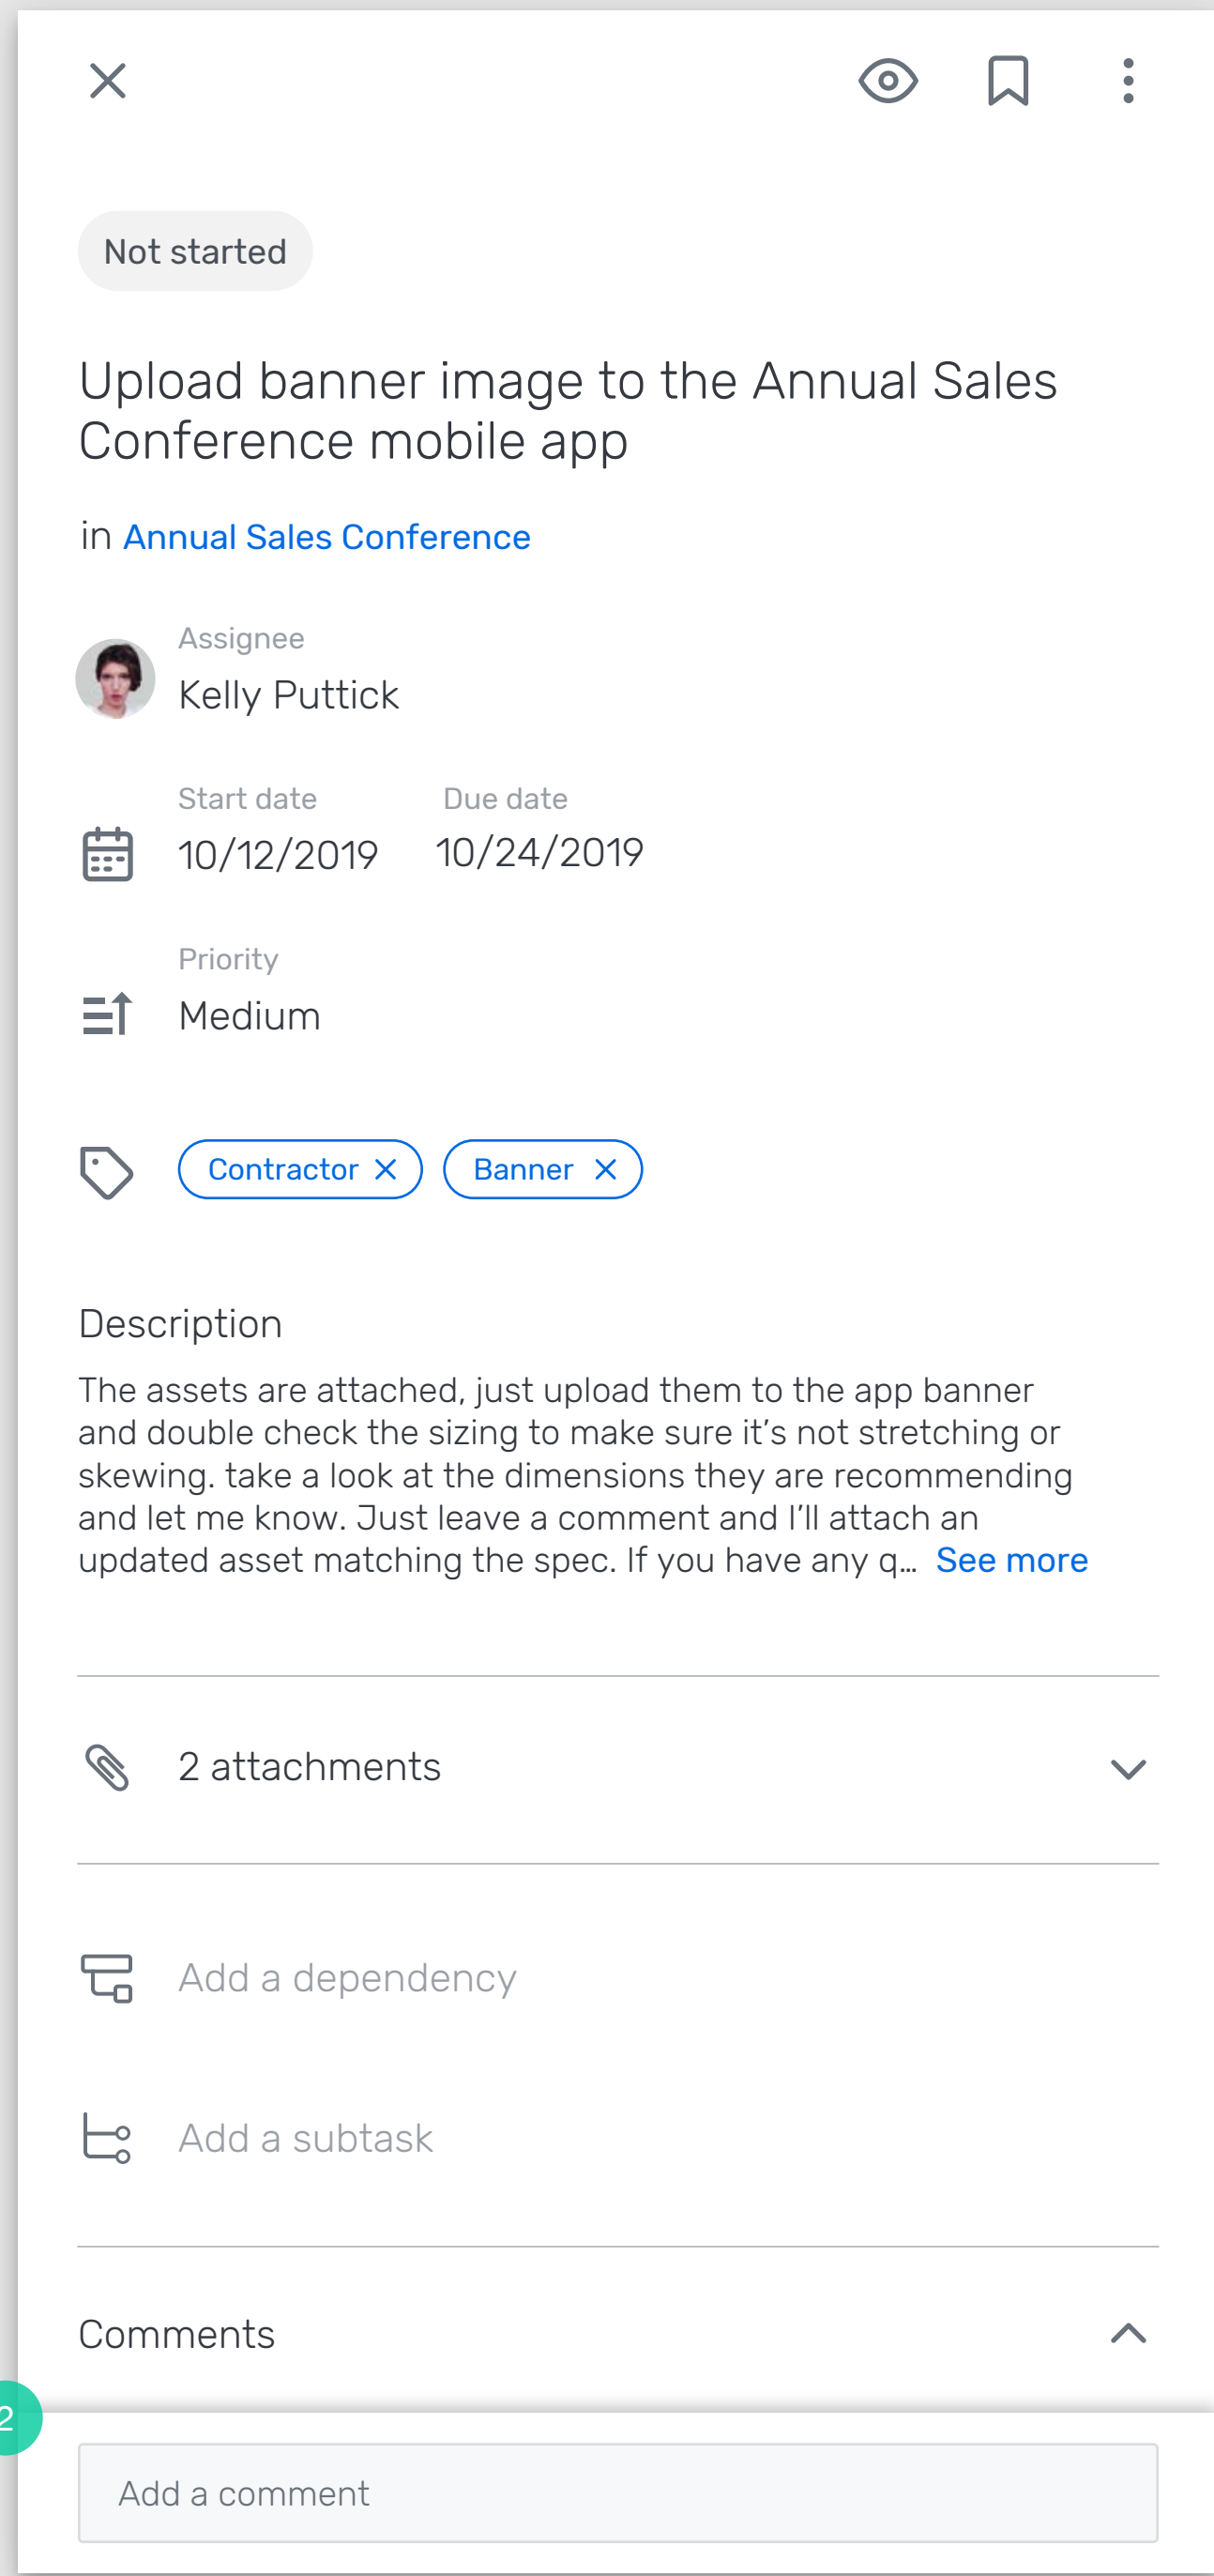 Not started
Upload banner image to the Annual Sales
Conference mobile app
in Annual Sales Conference
Assignee
Kelly Puttick
Start date Due date
10/12/2019 10/24/2019
Priority
Medium
Contractor Banner
Description
The assets are attached, just upload them to the app banner
and double check the sizing to make sure it’s not stretching or
skewing. take a look at the dimensions they are recommending
and let me know. Just leave a comment and I’ll attach an
updated asset matching the spec. If you have any q... See more
2 attachments
Add a dependency
Add a subtask
Comments
2
Add a comment